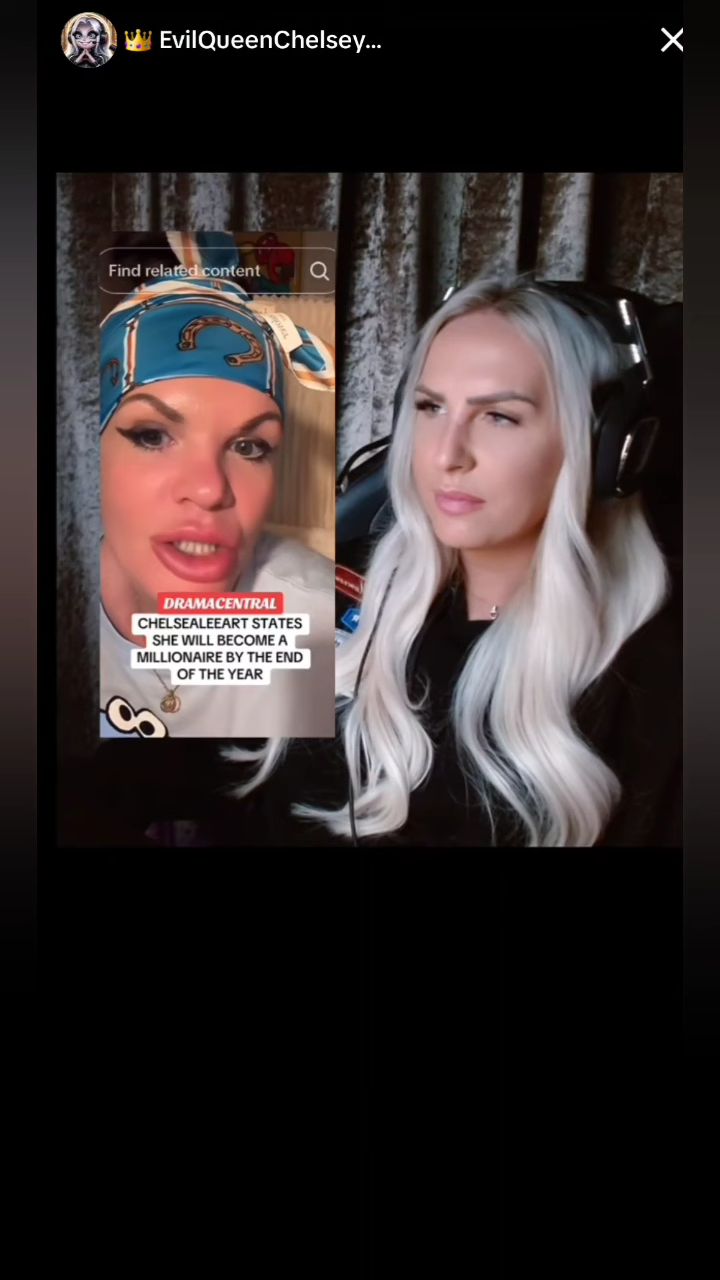 👑 EvilQueenChelsey...
Find related content
DRAMACENTRAL
CHELSEALEEART STATES
SHE WILL BECOME A
MILLIONAIRE BY THE END
OF THE YEAR